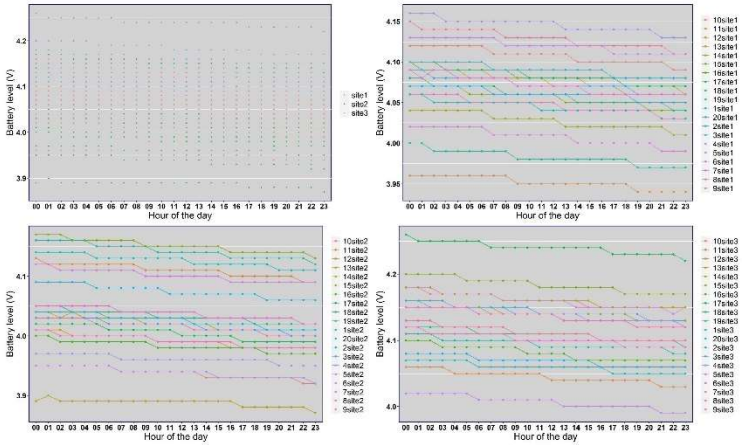 Battery level (V)
4.2
4.1
4.0
3.9
00 01 02 03 04 05 06 07 08 09 10 11 12 13 14 15 16 17 18 19 20 21 22 23
Hour of the day
site1
site2
site3
Battery level (V)
4.15
4.10
4.05
4.00
3.95
00 01 02 03 04 05 06 07 08 09 10 11 12 13 14 15 16 17 18 19 20 21 22 23
Hour of the day
10site1
11site1
12site1
13site1
14site1
15site1
16site1
17site1
18site1
19site1
1site1
20site1
2site1
3site1
4site1
5site1
6site1
7site1
8site1
9site1
Battery level (V)
4.1
4.0
3.9
00 01 02 03 04 05 06 07 08 09 10 11 12 13 14 15 16 17 18 19 20 21 22 23
Hour of the day
10site2
11site2
12site2
13site2
14site2
15site2
16site2
17site2
18site2
19site2
1site2
20site2
2site2
3site2
4site2
5site2
6site2
7site2
8site2
9site2
Battery level (V)
4.2
4.1
4.0
00 01 02 03 04 05 06 07 08 09 10 11 12 13 14 15 16 17 18 19 20 21 22 23
Hour of the day
10site3
11site3
12site3
13site3
14site3
15site3
16site3
17site3
18site3
19site3
1site3
20site3
2site3
3site3
4site3
5site3
6site3
7site3
8site3
9site3